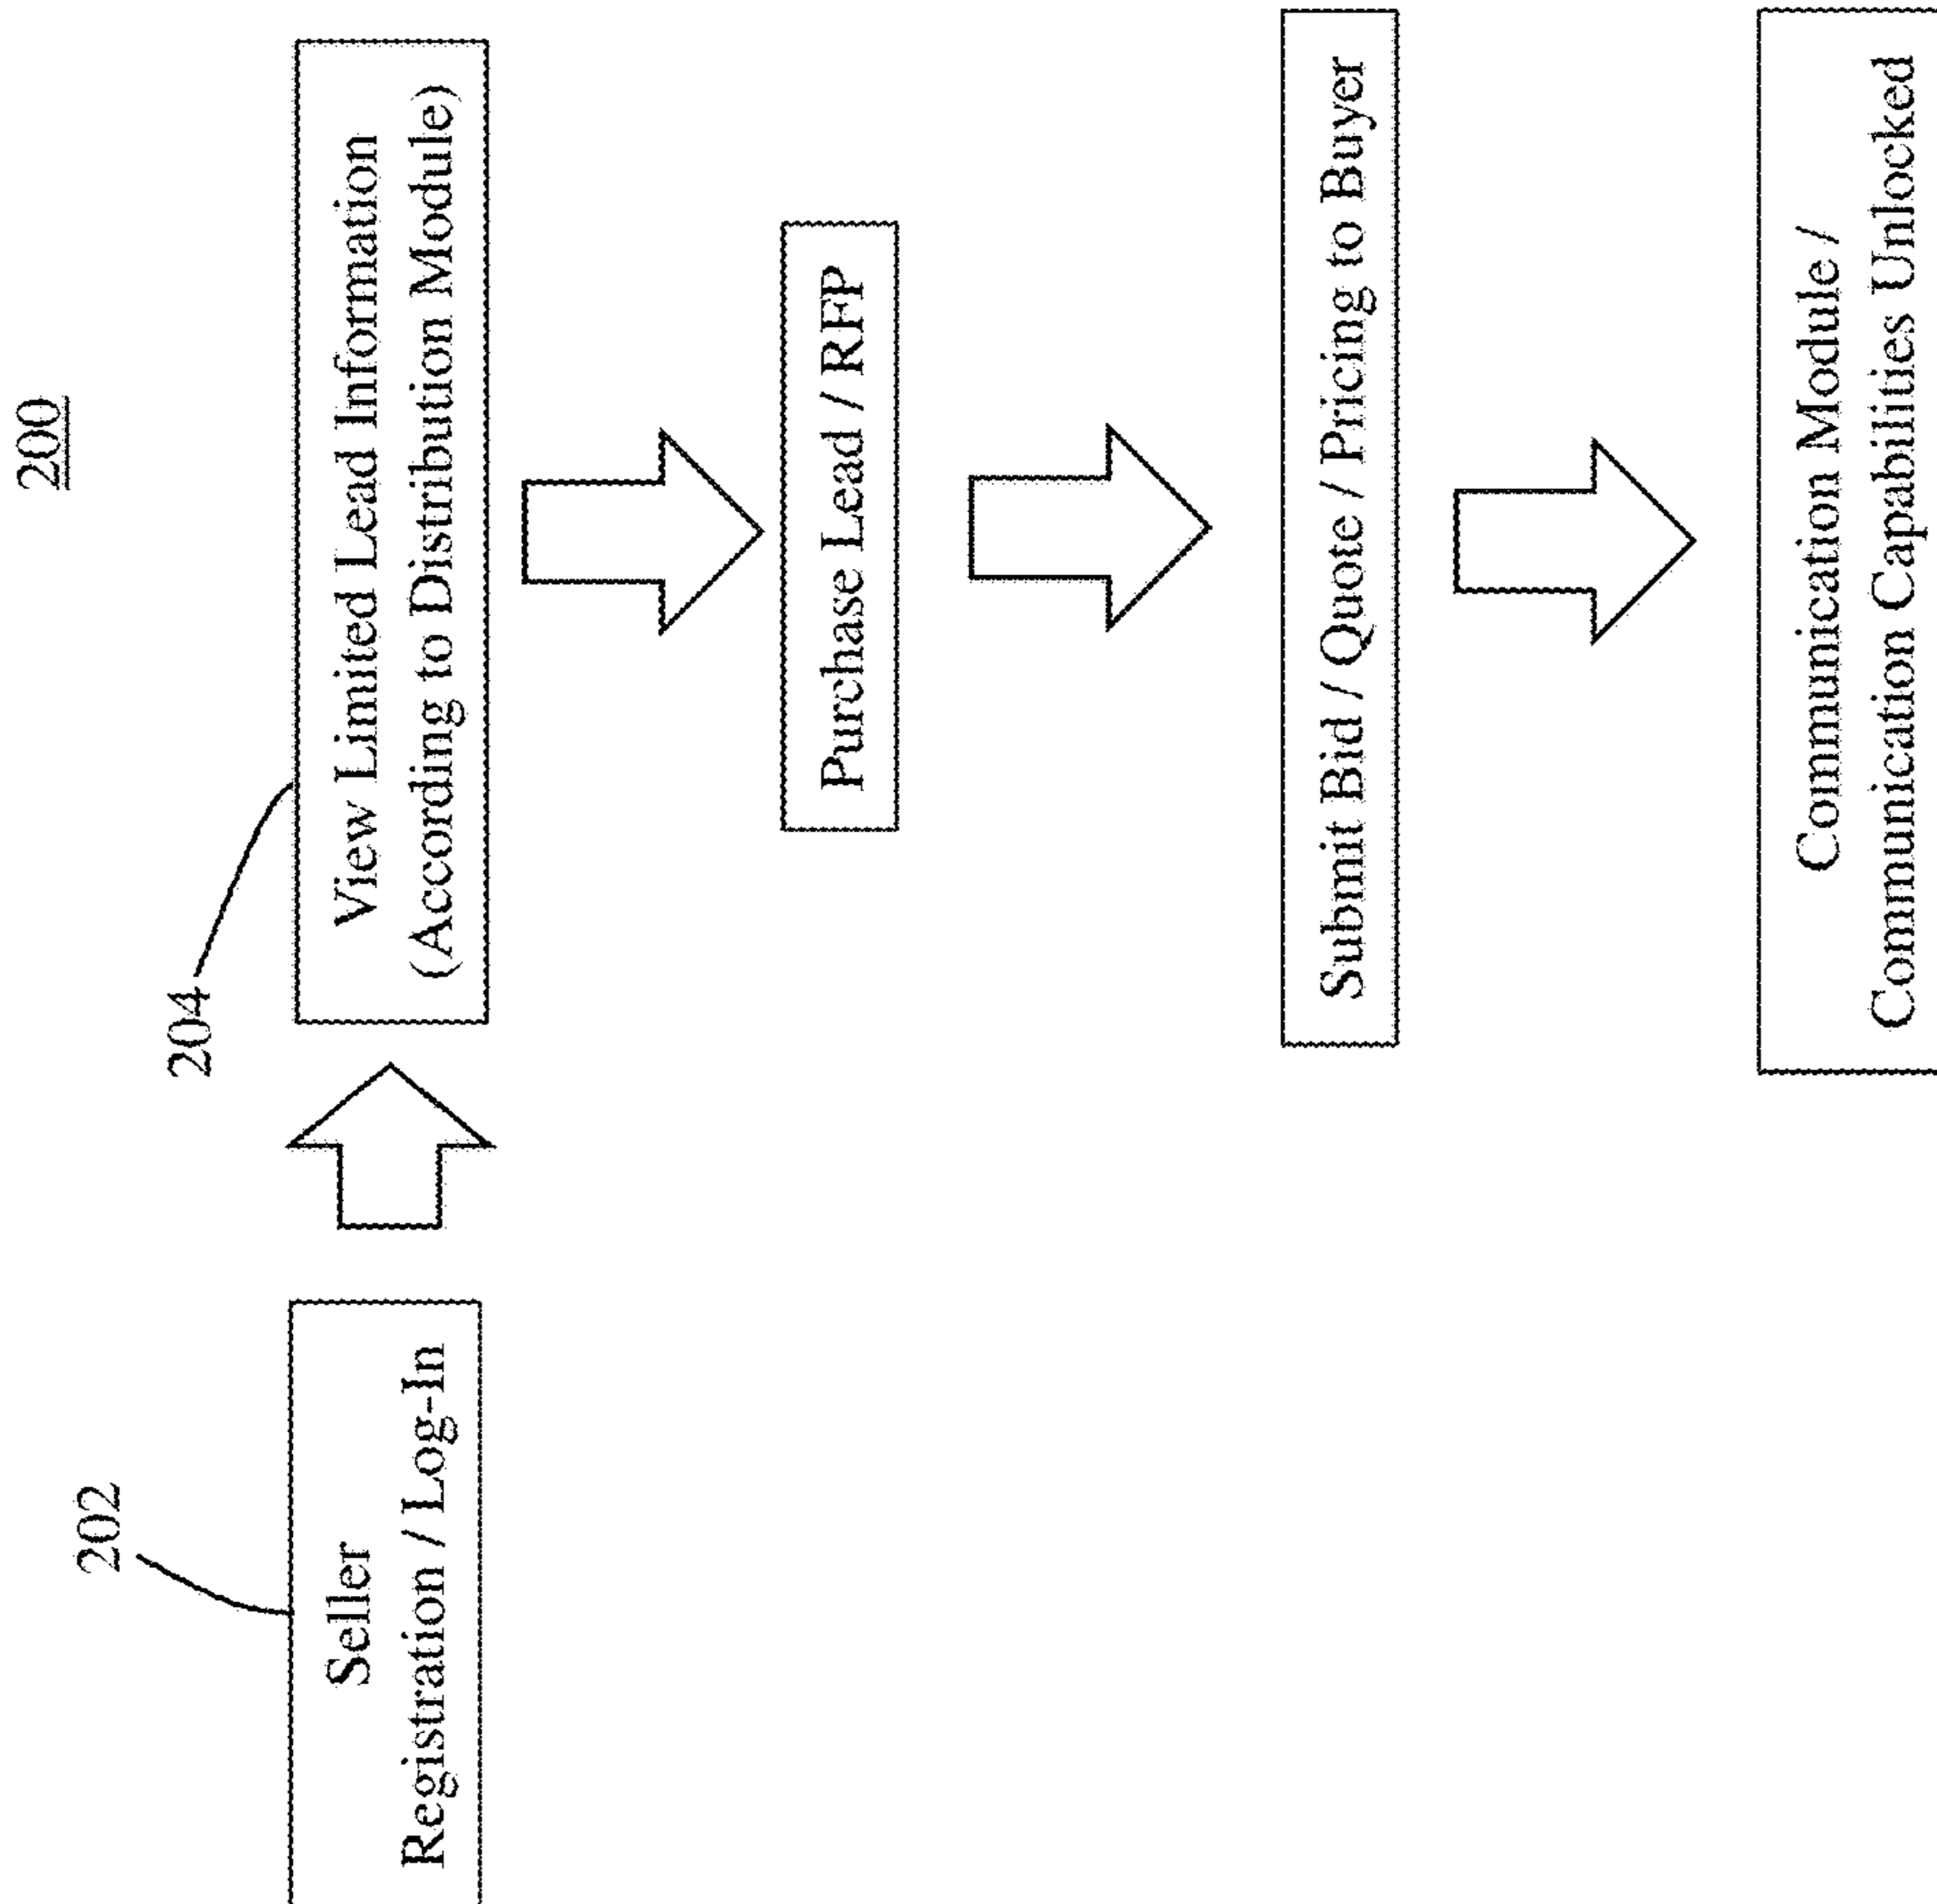 200
202
Seller
Registration / Log-In
204
View Limited Lead Information
(According to Distribution Module)
Purchase Lead / RFP
Submit Bid / Quote / Pricing to Buyer
Communication Module /
Communication Capabilities Unlocked